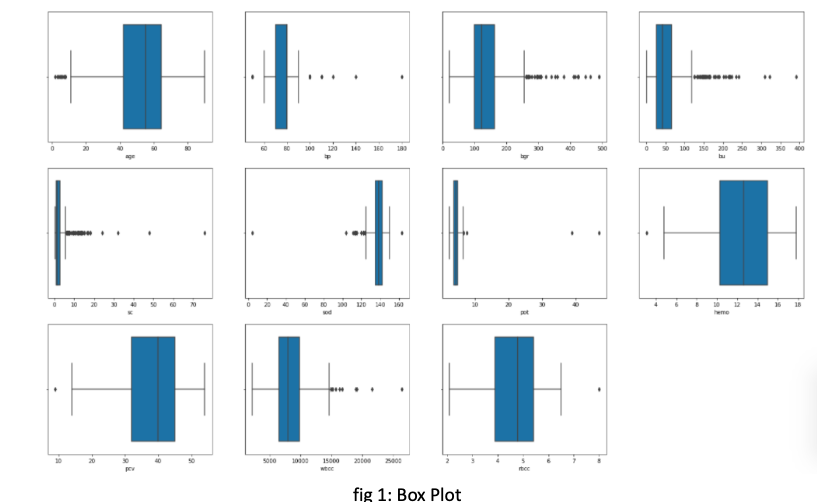 0 20 40 60 80
age
60 80 100 120 140 160 180
bp
0 100 200 300 400 500
bgr
0 50 100 150 200 250 300 350 400
bu
0 10 20 30 40 50 60 70
sc
0 20 40 60 80 100 120 140 160
sod
10 20 30 40
pot
4 6 8 10 12 14 16 18
hemo
10 20 30 40 50
pcv
5000 10000 15000 20000 25000
wbcc
2 3 4 5 6 7 8
rbcc
fig 1: Box Plot